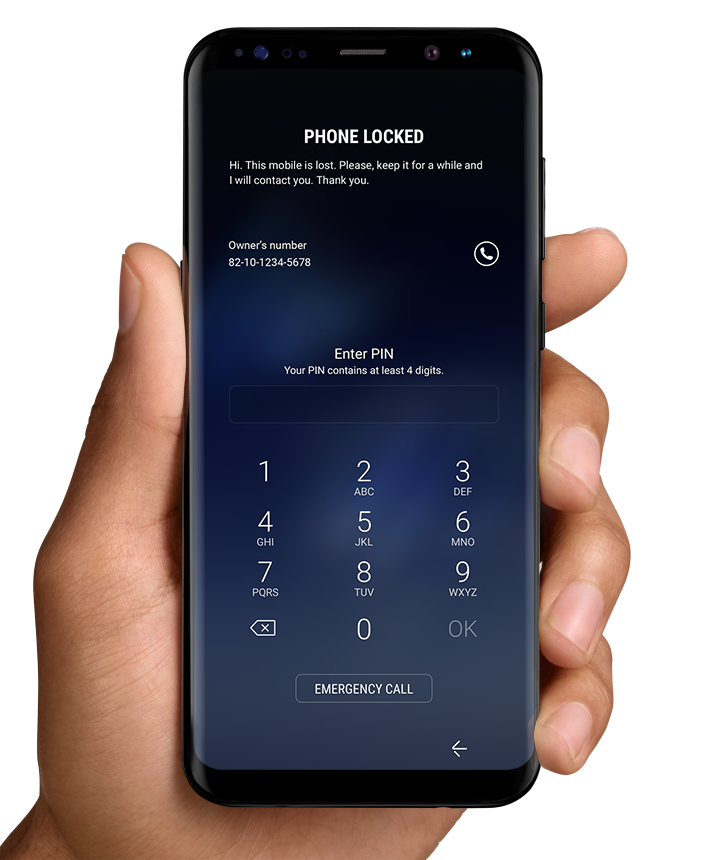 PHONE LOCKED
Hi. This mobile is lost. Please, keep it for a while and
I will contact you. Thank you.
Owner's number
82-10-1234-5678
Enter PIN
Your PIN contains at least 4 digits.
1 2 3
ABC DEF
4 5 6
GHI JKL MNO
7 8 9
PQRS TUV WXYZ
0 OK
EMERGENCY CALL